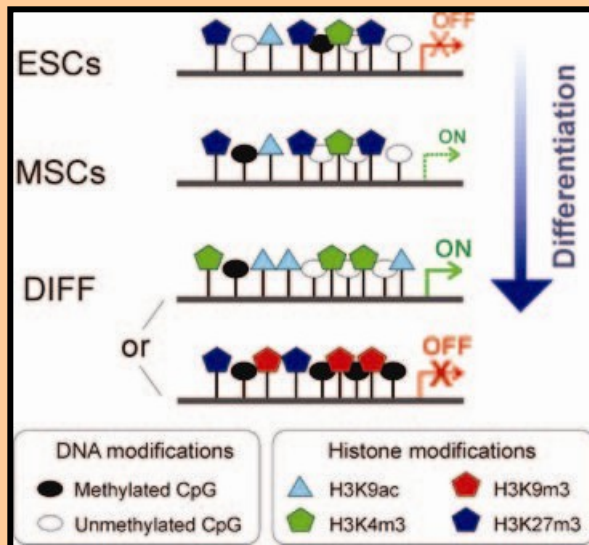 OFF
ESCs
ON
MSCs
ON
DIFF
or
OFF
Differentiation
DNA modifications
Methylated CpG
Unmethylated CpG
Histone modifications
H3K9ac
H3K9m3
H3K4m3
H3K27m3